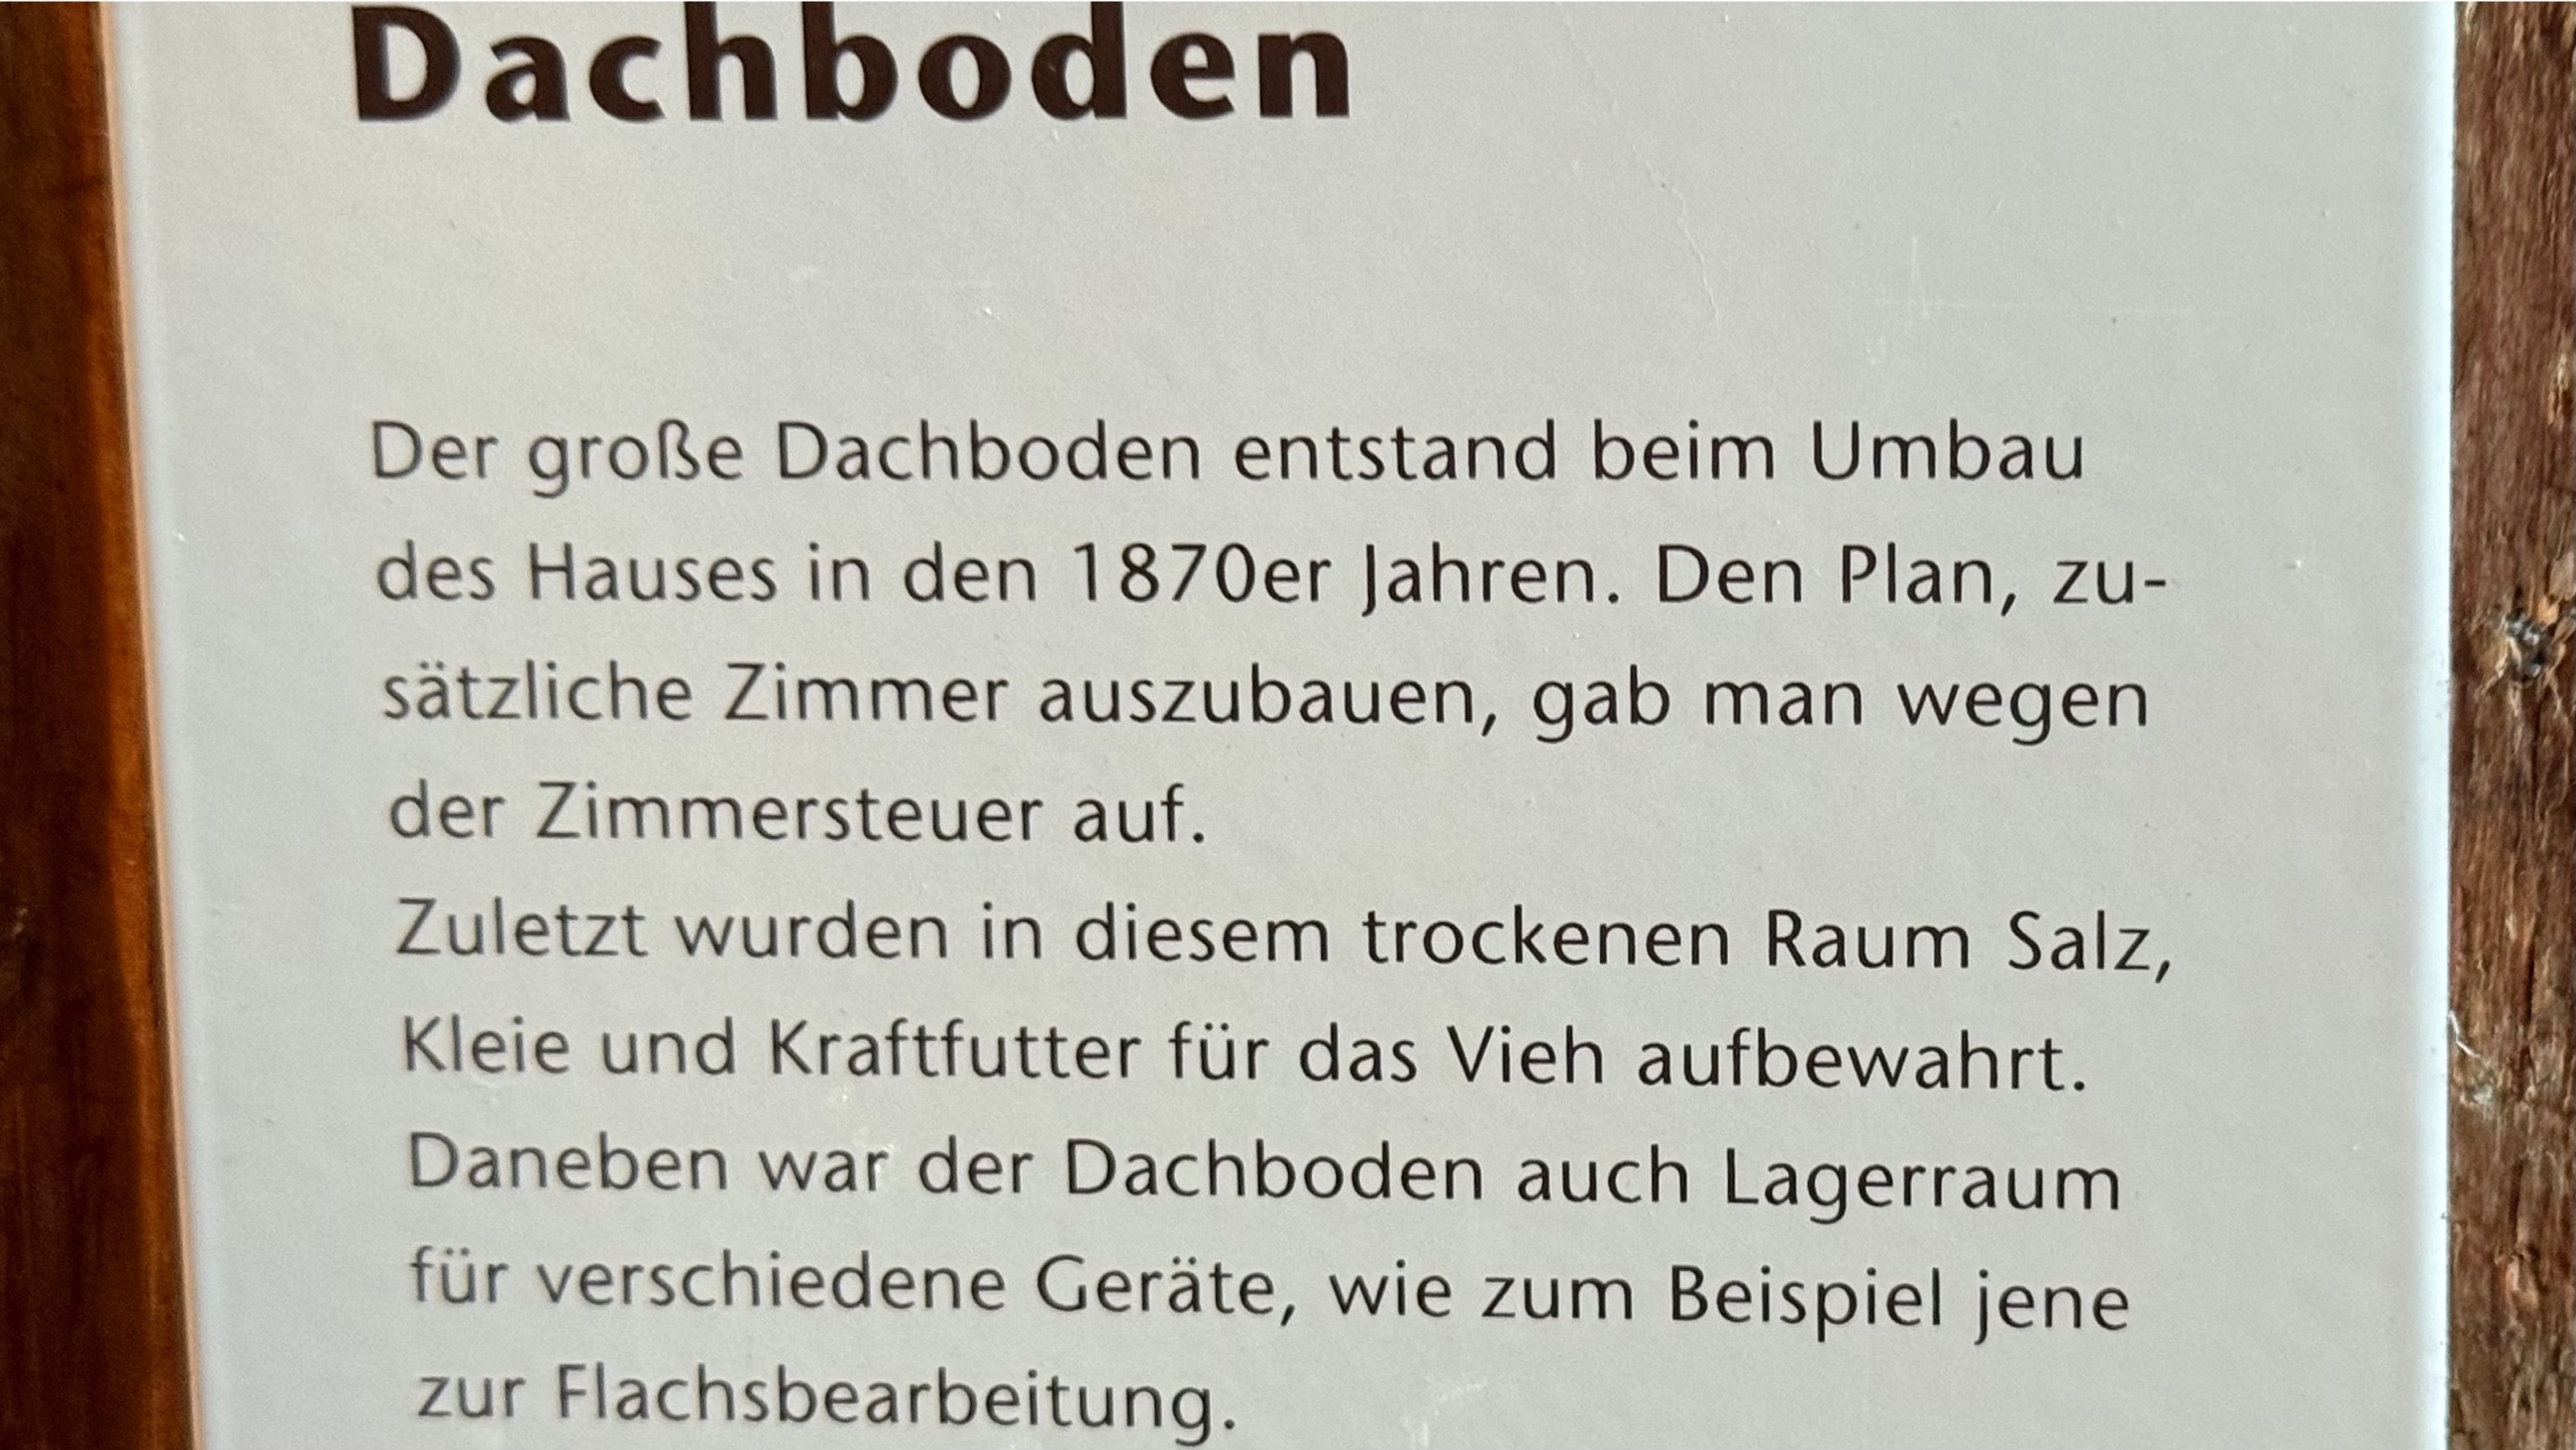 Dachboden
Der große Dachboden entstand beim Umbau
des Hauses in den 1870er Jahren. Den Plan, zu-
sätzliche Zimmer auszubauen, gab man wegen
der Zimmersteuer auf.
Zuletzt wurden in diesem trockenen Raum Salz,
Kleie und Kraftfutter für das Vieh aufbewahrt.
Daneben war der Dachboden auch Lagerraum
für verschiedene Geräte, wie zum Beispiel jene
zur Flachsbearbeitung.